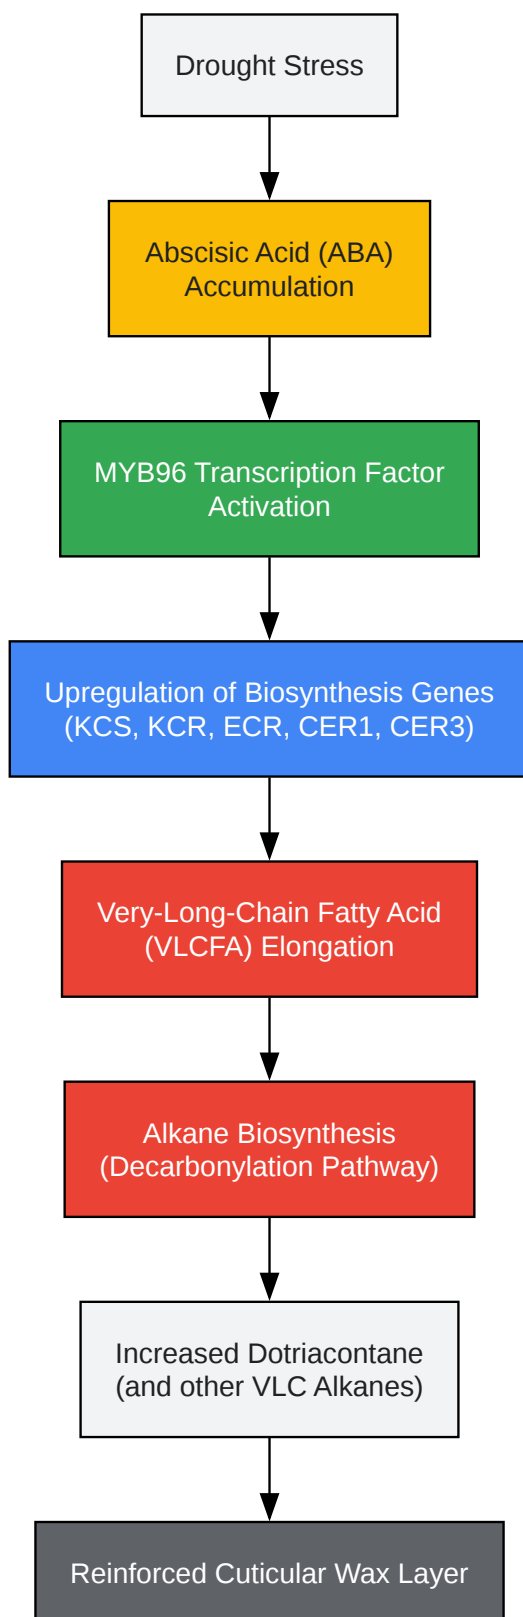 Drought Stress
Abscisic Acid (ABA)
Accumulation
MYB96 Transcription Factor
Activation
Upregulation of Biosynthesis Genes
(KCS, KCR, ECR, CER1, CER3)
Very-Long-Chain Fatty Acid
(VLCFA) Elongation
Alkane Biosynthesis
(Decarbonylation Pathway)
Increased Dotriacontane
(and other VLC Alkanes)
Reinforced Cuticular Wax Layer